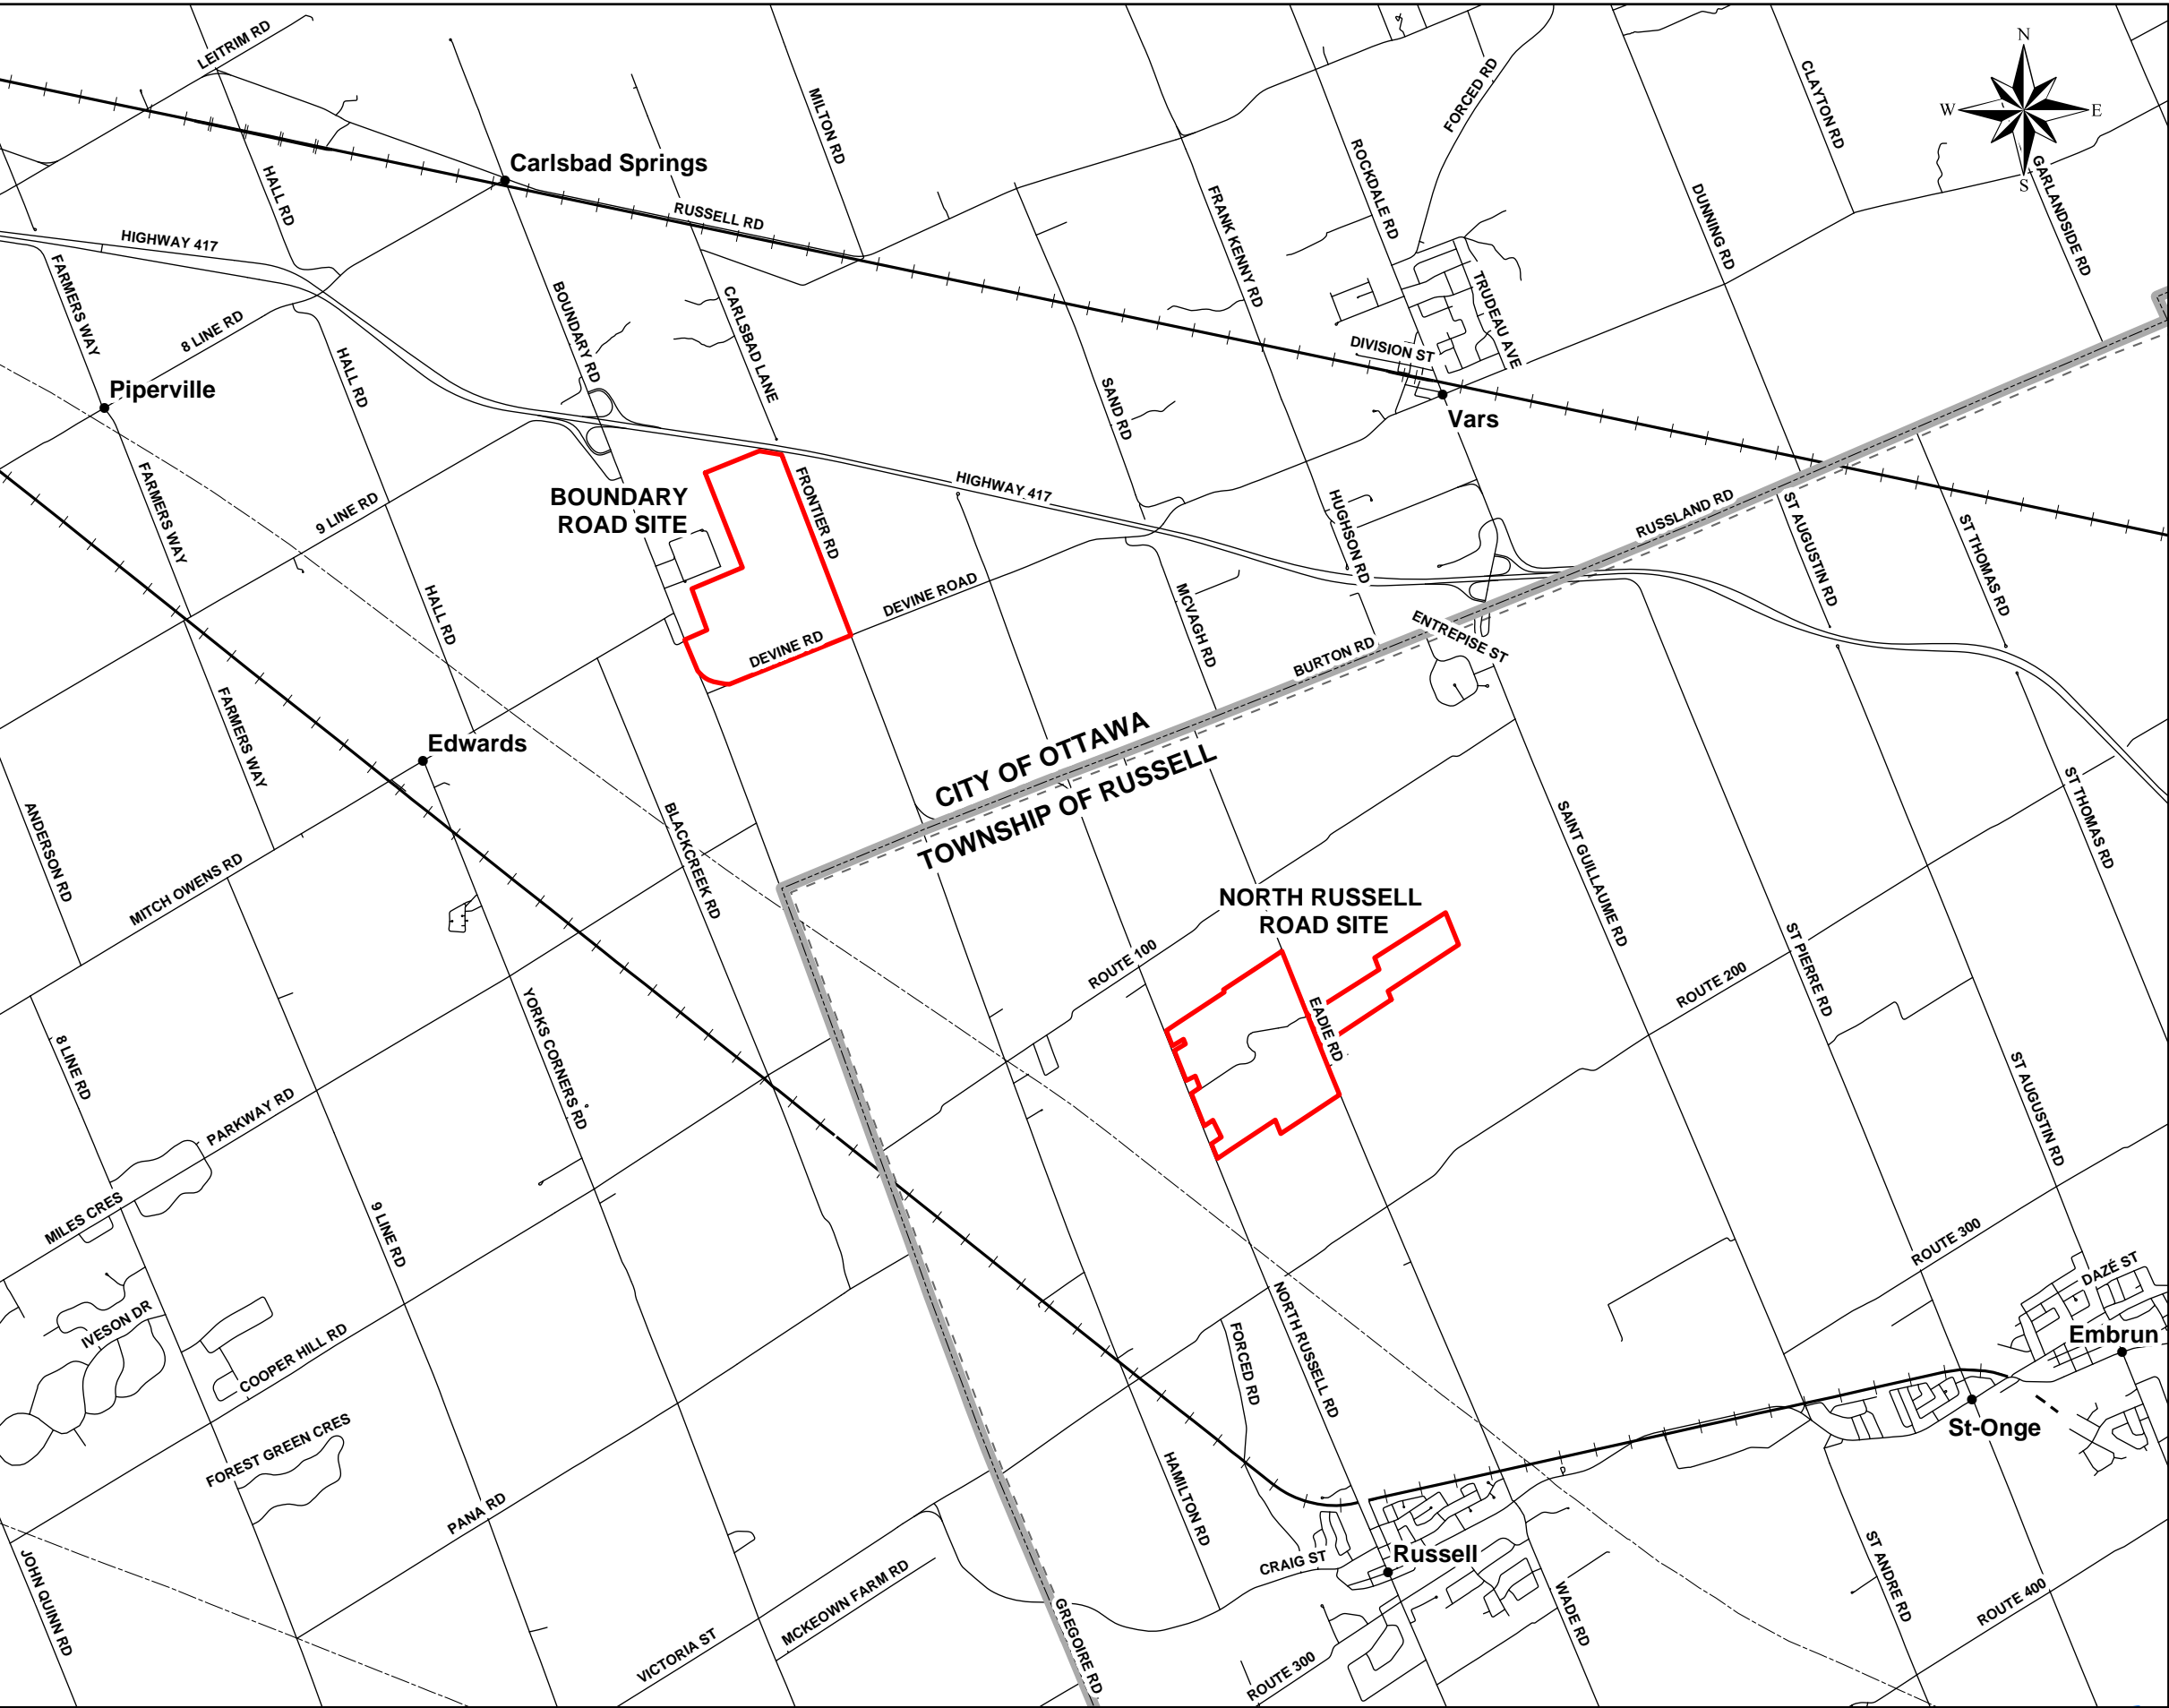 LEITRIM RD
N
W
E
S
MILTON RD
FORCED RD
CLAYTON RD
Carlsbad Springs
HALL RD
ROCKDALE RD
RUSSELL RD
FRANK KENNY RD
DUNNING RD
GARLANDSIDE RD
HIGHWAY 417
FARMERS WAY
BOUNDARY RD
CARLSBAD LANE
TRUDEAU AVE
8 LINE RD
DIVISION ST
HALL RD
Piperville
SAND RD
Vars
FARMERS WAY
9 LINE RD
BOUNDARY
ROAD SITE
FRONTIER RD
HIGHWAY 417
HUGHSON RD
RUSSLAND RD
ST AUGUSTIN RD
ST THOMAS RD
HALL RD
DEVINE ROAD
MCVAGH RD
DEVINE RD
ENTREPISE ST
BURTON RD
FARMERS WAY
Edwards
CITY OF OTTAWA
TOWNSHIP OF RUSSELL
ANDERSON RD
BLACKCREEK RD
SAINT GUILLAUME RD
ST THOMAS RD
MITCH OWENS RD
NORTH RUSSELL
ROAD SITE
ROUTE 100
ST PIERRE RD
ROUTE 200
YORKS CORNERS RD
EADIE RD
8 LINE RD
PARKWAY RD
ST AUGUSTIN RD
MILES CRES
9 LINE RD
ROUTE 300
DAZÉ ST
IVESON DR
COOPER HILL RD
NORTH RUSSELL RD
FORCED RD
Embrun
St-Onge
FOREST GREEN CRES
HAMILTON RD
PANA RD
JOHN QUINN RD
CRAIG ST
Russell
ST ANDRE RD
MCKEOWN FARM RD
GREGOIRE RD
WADE RD
ROUTE 400
VICTORIA ST
ROUTE 300